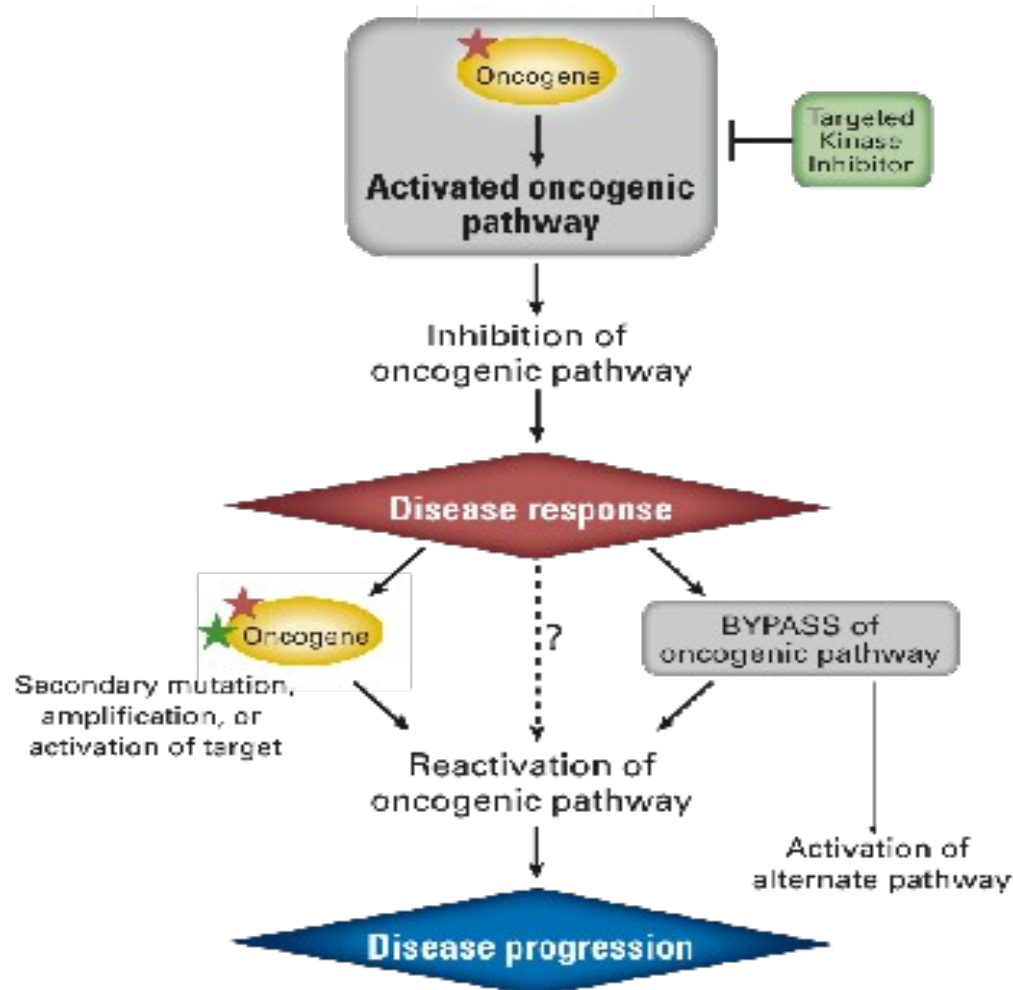 Oncogene
Activated oncogenic
pathway
Targeted
Kinase
Inhibitor
Inhibition of
oncogenic pathway
Disease response
Oncogene
Secondary mutation,
amplification, or
activation of target
?
BYPASS of
oncogenic pathway
Reactivation of
oncogenic pathway
Activation of
alternate pathway
Disease progression